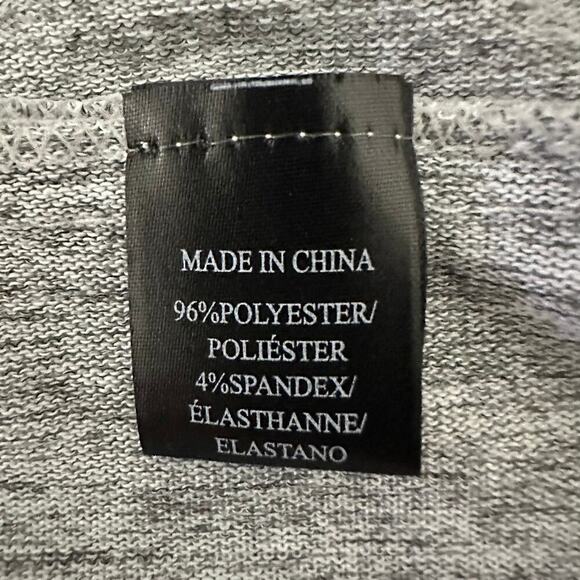 MADE IN CHINA
96%POLYESTER/
POLIÉSTER
4%SPANDEX/
ÉLASTHANNE/
ELASTANO